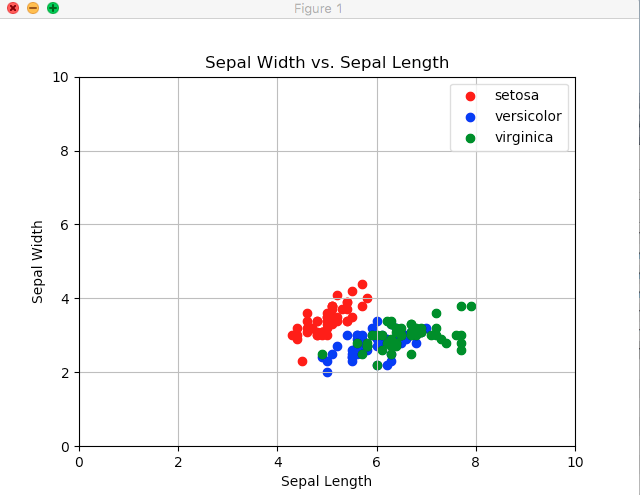 Figure 1
Sepal Width vs. Sepal Length
setosa
versicolor
virginica
Sepal Width
10
8
6
4
2
0
0 2 4 6 8 10
Sepal Length